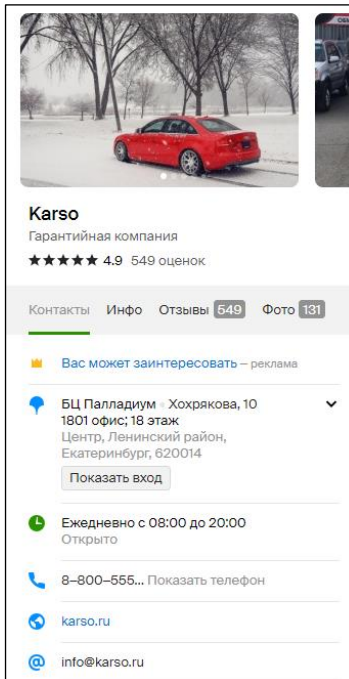 Karso
Гарантийная компания
4.9 549 оценок
Контакты Инфо Отзывы 549 Фото 131
Вас может заинтересовать – реклама
БЦ Палладиум • Хохрякова, 10
1801 офис; 18 этаж
Центр, Ленинский район,
Екатеринбург, 620014
Показать вход
Ежедневно с 08:00 до 20:00
Открыто
8–800–555... Показать телефон
karso.ru
info@karso.ru